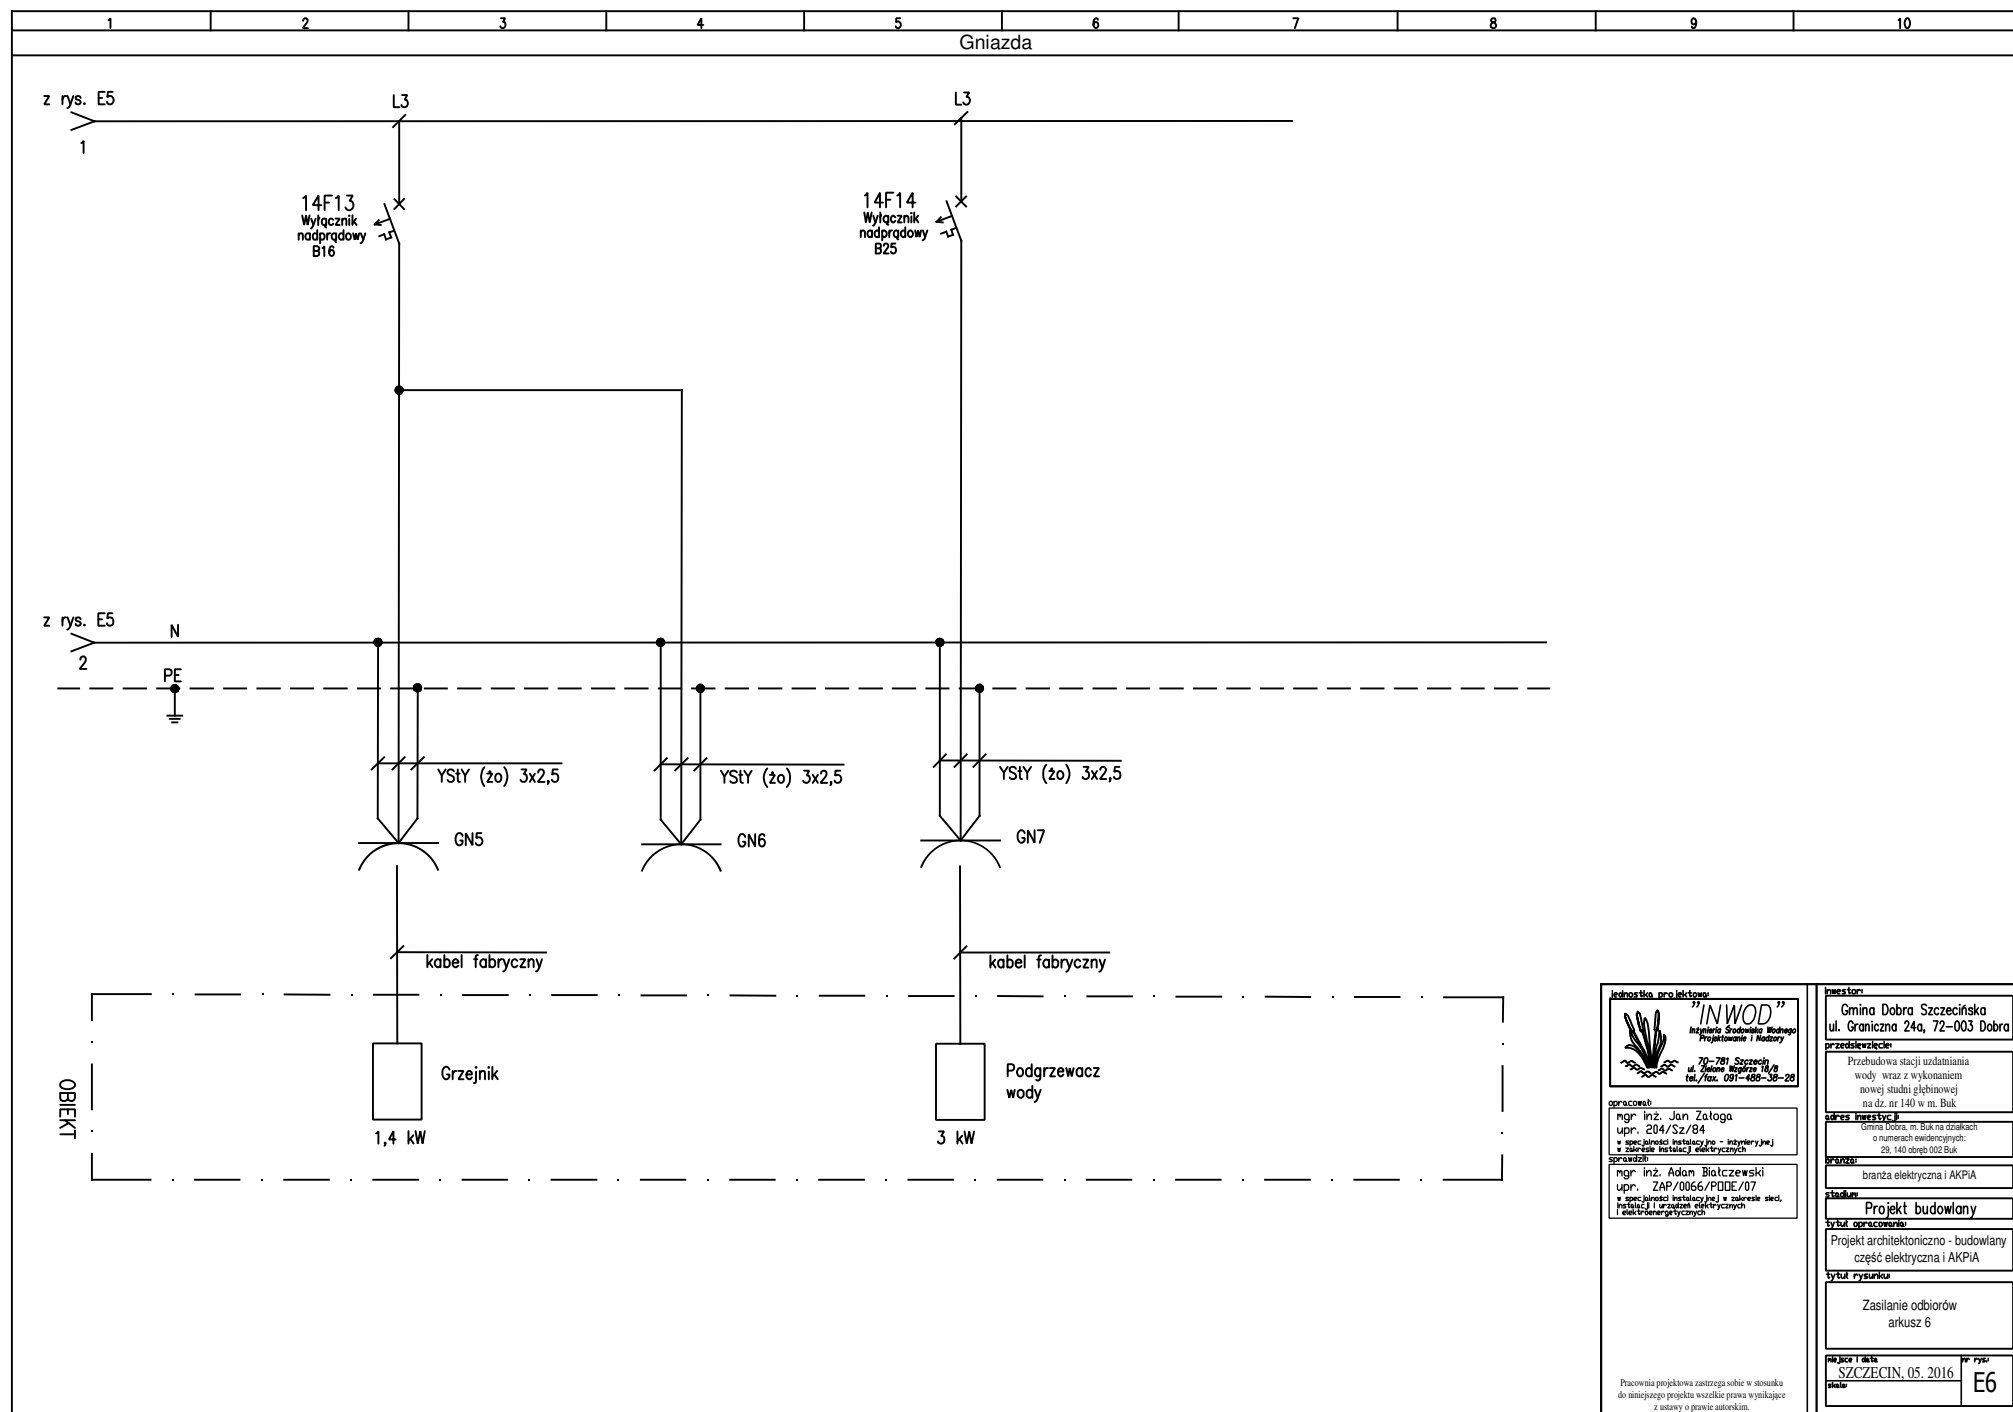 1 2 3 4 5 6 7 8 9 10
Gniazda
z rys. E5
1
L3
L3
14F13
Wyłącznik
nadprądowy
B16
14F14
Wyłącznik
nadprądowy
B25
z rys. E5
2
N
PE
YStY (żo) 3x2,5
YStY (żo) 3x2,5
YStY (żo) 3x2,5
GN5
GN6
GN7
kabel fabryczny
kabel fabryczny
OBIEKT
Grzejnik
1,4 kW
Podgrzewacz
wody
3 kW
jednostka projektowa:
"INWOD"
Inżynieria Środowiska Wodnego
Projektowanie i Nadzory
70-781 Szczecin
ul. Zielone Wzgórze 18/8
tel./fax. 091-488-38-28
opracował:
mgr inż. Jan Załoga
upr. 204/Sz/84
w specjalności instalacyjno - inżynieryjnej
w zakresie instalacji elektrycznych
sprawdził:
mgr inż. Adam Białczewski
upr. ZAP/0066/POOE/07
w specjalności instalacyjnej w zakresie sieci,
instalacji i urządzeń elektrycznych
i elektroenergetycznych
Pracownia projektowa zastrzega sobie w stosunku
do niniejszego projektu wszelkie prawa wynikające
z ustawy o prawie autorskim.
inwestor:
Gmina Dobra Szczecińska
ul. Graniczna 24a, 72-003 Dobra
przedsięwzięcie:
Przebudowa stacji uzdatniania
wody wraz z wykonaniem
nowej studni głębinowej
na dz. nr 140 w m. Buk
adres inwestycji:
Gmina Dobra, m. Buk na działkach
o numerach ewidencyjnych:
29, 140 obręb 002 Buk
branża:
branża elektryczna i AKPiA
stadium:
Projekt budowlany
tytuł opracowania:
Projekt architektoniczno - budowlany
część elektryczna i AKPiA
tytuł rysunku:
Zasilanie odbiorów
arkusz 6
miejsce i data
SZCZECIN, 05. 2016
skala:
nr rys.:
E6